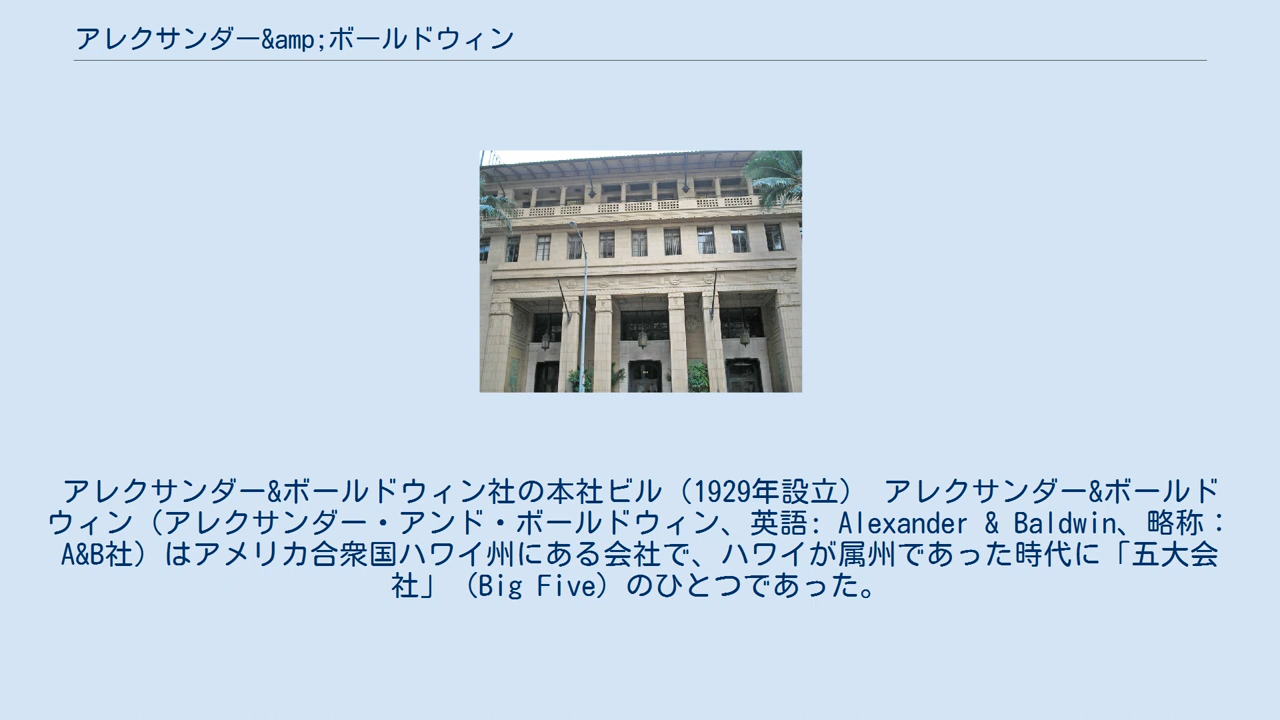 アレクサンダー&amp;ボールドウィン
アレクサンダー&ボールドウィン社の本社ビル（1929年設立） アレクサンダー&ボールド
ウィン（アレクサンダー・アンド・ボールドウィン、英語: Alexander & Baldwin、略称：
A&B社）はアメリカ合衆国ハワイ州にある会社で、ハワイが属州であった時代に「五大会
社」（Big Five）のひとつであった。